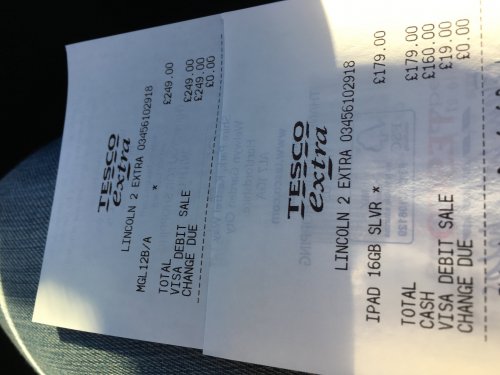 TESCO
extra
LINCOLN 2 EXTRA 03456102918
MGL12B/A * £249.00
TOTAL £249.00
VISA DEBIT SALE £249.00
CHANGE DUE £0.00
TESCO
extra
LINCOLN 2 EXTRA 03456102918
IPAD 16GB SLVR * £179.00
TOTAL £179.00
CASH £160.00
VISA DEBIT SALE £19.00
CHANGE DUE £0.00